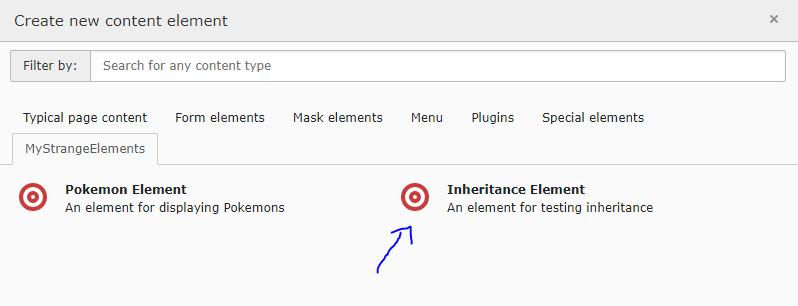 Create new content element ×
Filter by: Search for any content type
Typical page content Form elements Mask elements Menu Plugins Special elements
MyStrangeElements
Pokemon Element Inheritance Element
An element for displaying Pokemons An element for testing inheritance